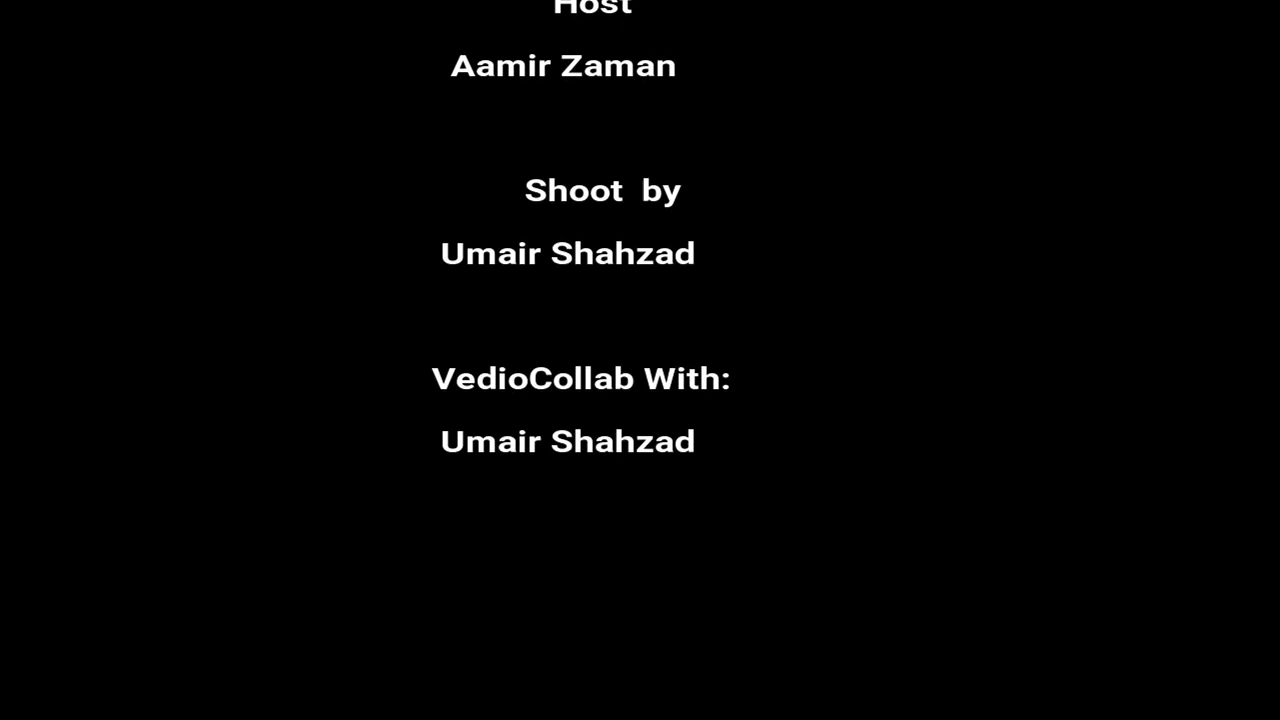 Host
Aamir Zaman
Shoot by
Umair Shahzad
VedioCollab With:
Umair Shahzad